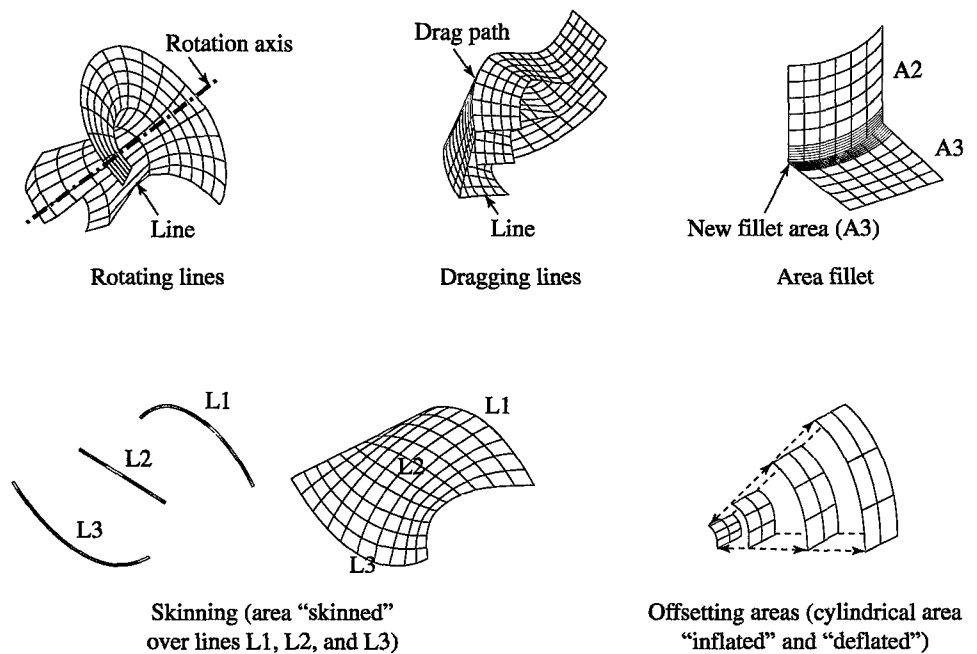 Rotation axis
Line
Rotating lines
Drag path
Line
Dragging lines
A2
A3
New fillet area (A3)
Area fillet
L1
L2
L3
L1
L2
L3
Skinning (area “skinned”
over lines L1, L2, and L3)
Offsetting areas (cylindrical area
“inflated” and “deflated”)